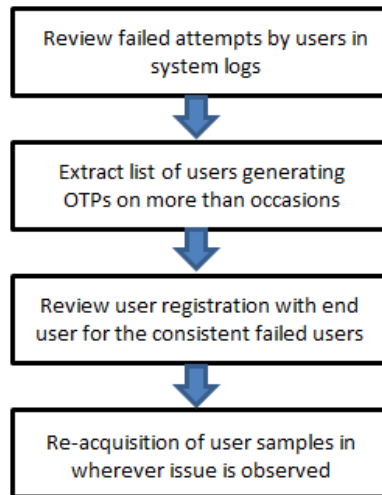 Review failed attempts by users in
system logs
Extract list of users generating
OTPs on more than occasions
Review user registration with end
user for the consistent failed users
Re-acquisition of user samples in
wherever issue is observed